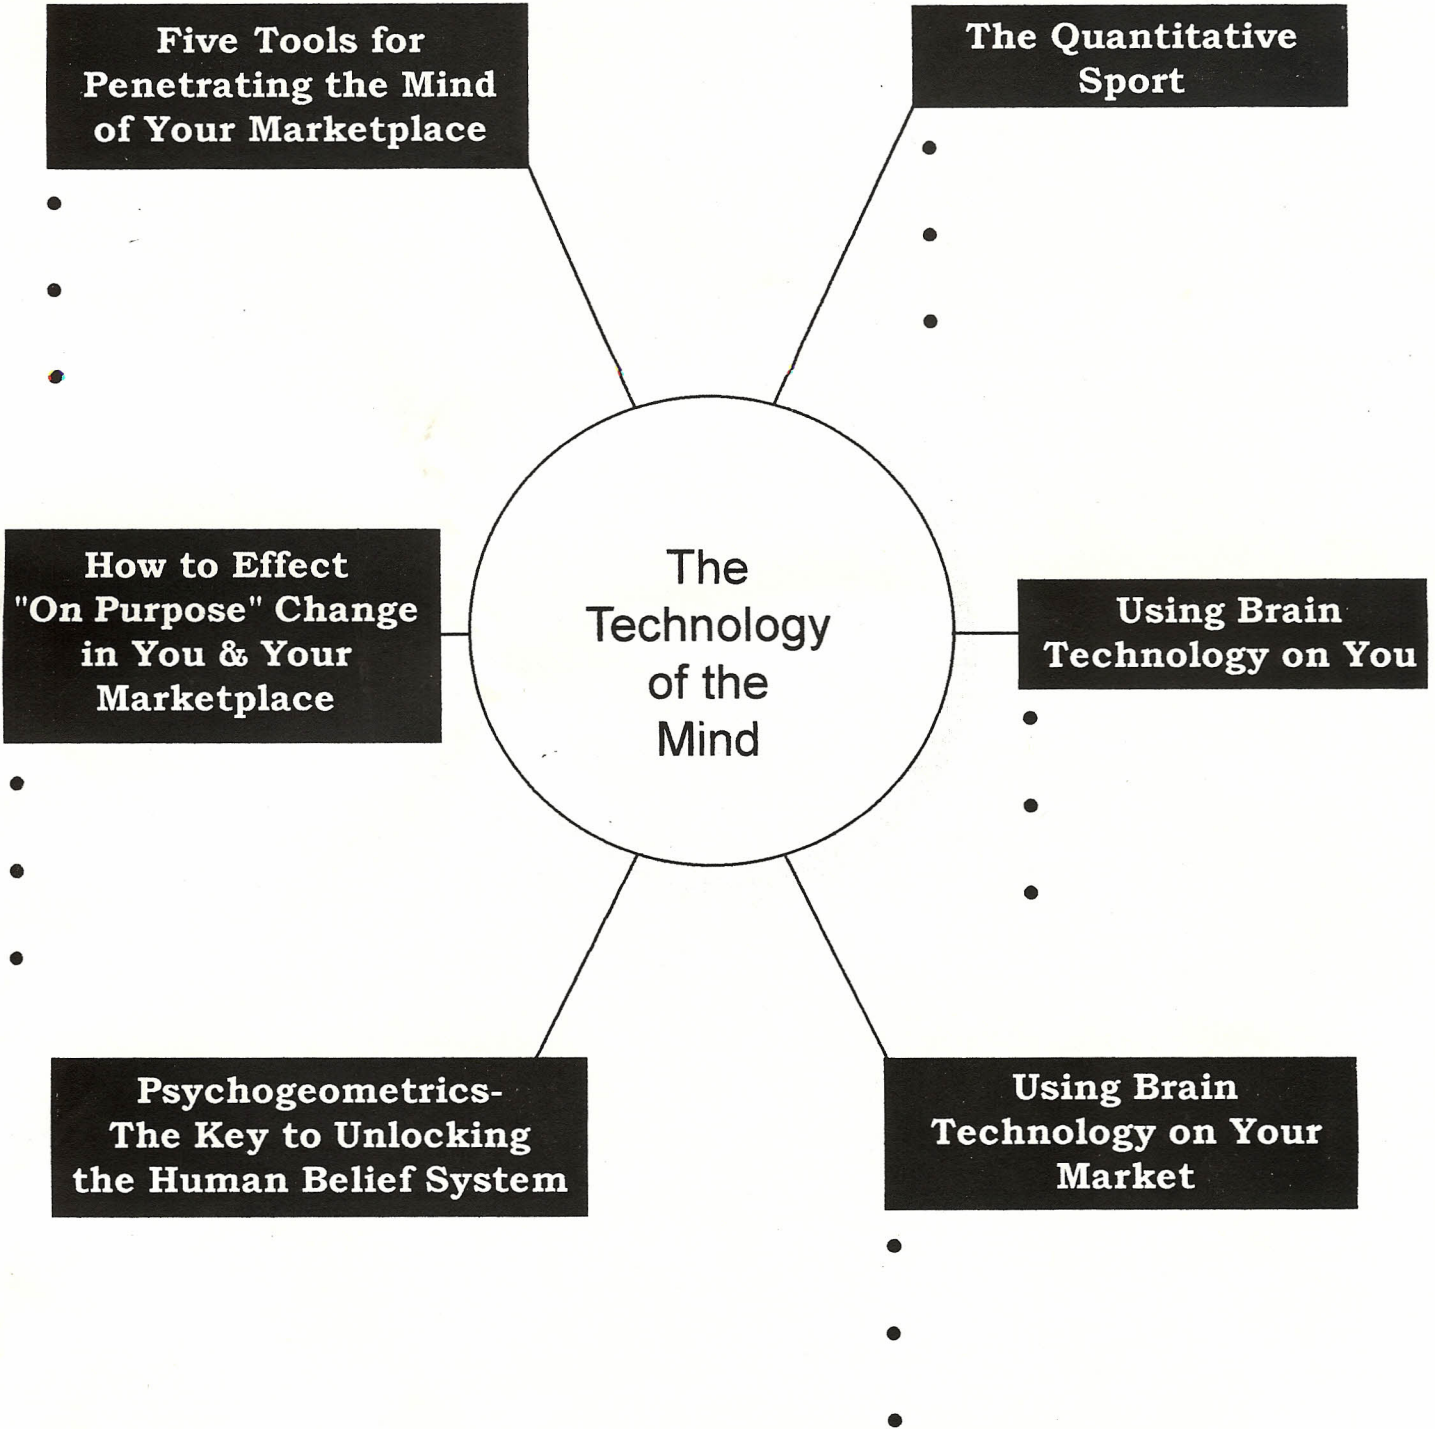 Five Tools for
Penetrating the Mind
of Your Marketplace
The Quantitative
Sport
How to Effect
"On Purpose" Change
in You & Your
Marketplace
The
Technology
of the
Mind
Using Brain
Technology on You
Psychogeometrics-
The Key to Unlocking
the Human Belief System
Using Brain
Technology on Your
Market